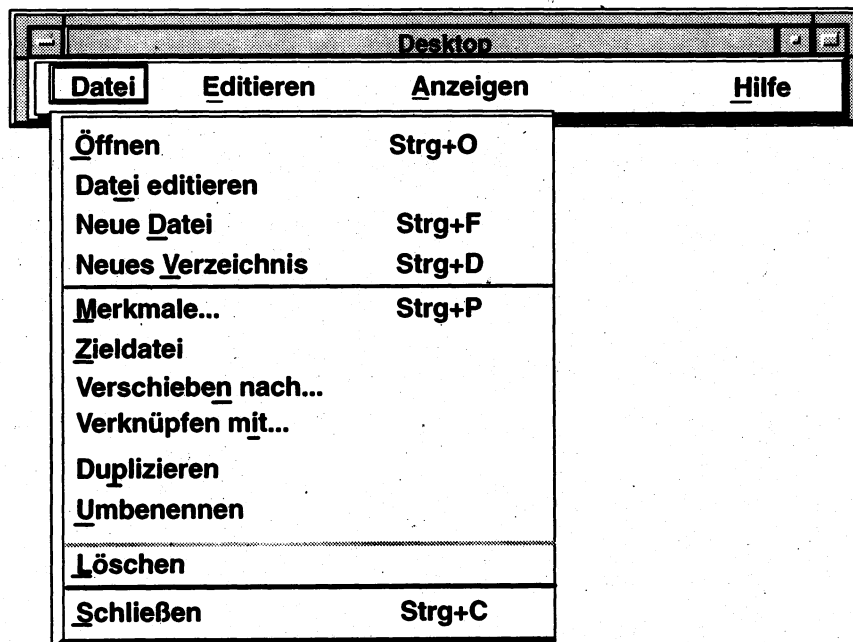 Desktop
Datei Editieren Anzeigen Hilfe
Öffnen Strg+O
Datei editieren
Neue Datei Strg+F
Neues Verzeichnis Strg+D
Merkmale... Strg+P
Zieldatei
Verschieben nach...
Verknüpfen mit...
Duplizieren
Umbenennen
Löschen
Schließen Strg+C